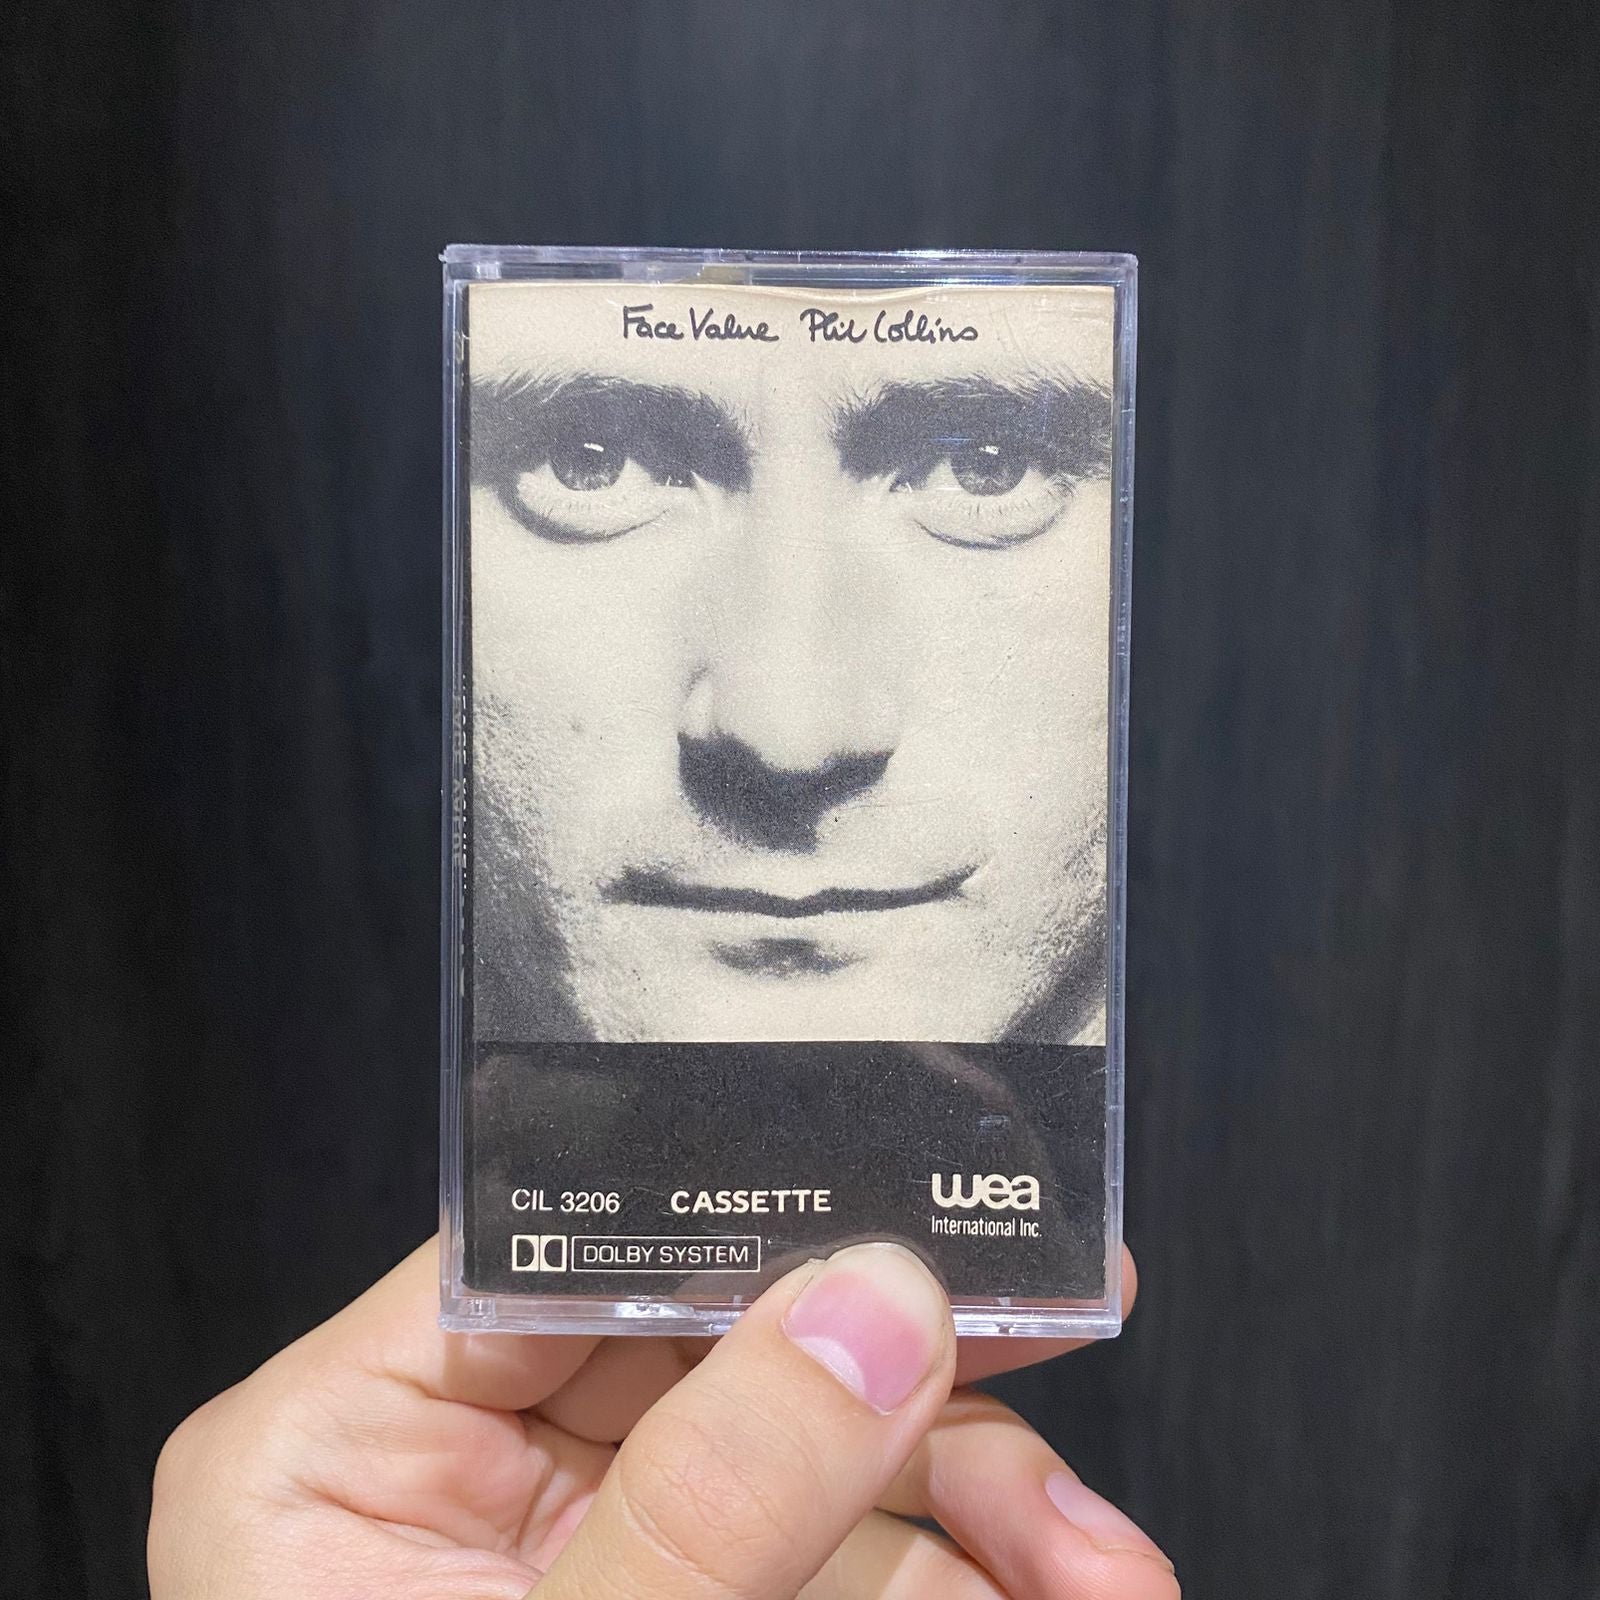 Face Value Phil Collins
CIL 3206 CASSETTE wea
International Inc.
DOLBY SYSTEM